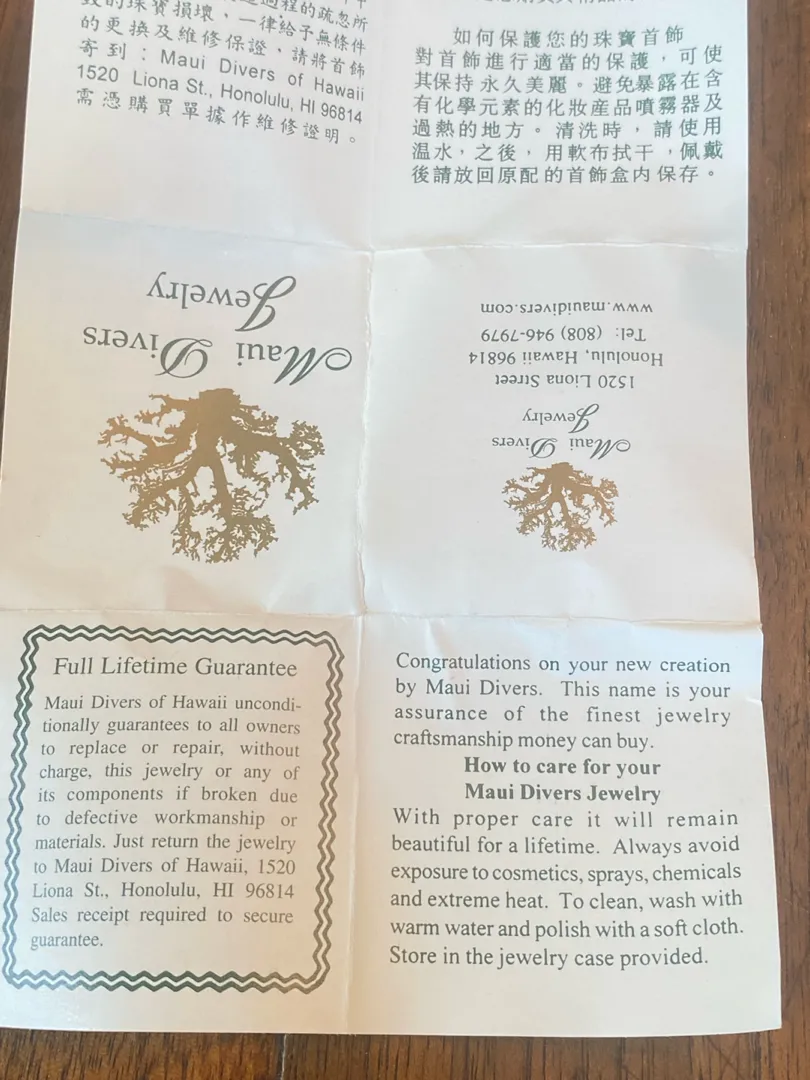 致的珠寶損壞，一律給予無條件
的更換及維修保證，請將首飾
寄到：Maui Divers of Hawaii
1520 Liona St., Honolulu, HI 96814
需憑購買單據作維修證明。
如何保護您的珠寶首飾
對首飾進行適當的保護，可使
其保持永久美麗。避免暴露在含
有化學元素的化妝産品噴霧器及
過熱的地方。清洗時，請使用
温水，之後，用軟布拭干，佩戴
後請放回原配的首飾盒内保存。
Maui Divers
Jewelry
Maui Divers
Jewelry
1520 Liona Street
Honolulu, Hawaii 96814
Tel: (808) 946-7979
www.mauidivers.com
Full Lifetime Guarantee
Maui Divers of Hawaii uncondi-
tionally guarantees to all owners
to replace or repair, without
charge, this jewelry or any of
its components if broken due
to defective workmanship or
materials. Just return the jewelry
to Maui Divers of Hawaii, 1520
Liona St., Honolulu, HI 96814
Sales receipt required to secure
guarantee.
Congratulations on your new creation
by Maui Divers. This name is your
assurance of the finest jewelry
craftsmanship money can buy.
How to care for your
Maui Divers Jewelry
With proper care it will remain
beautiful for a lifetime. Always avoid
exposure to cosmetics, sprays, chemicals
and extreme heat. To clean, wash with
warm water and polish with a soft cloth.
Store in the jewelry case provided.